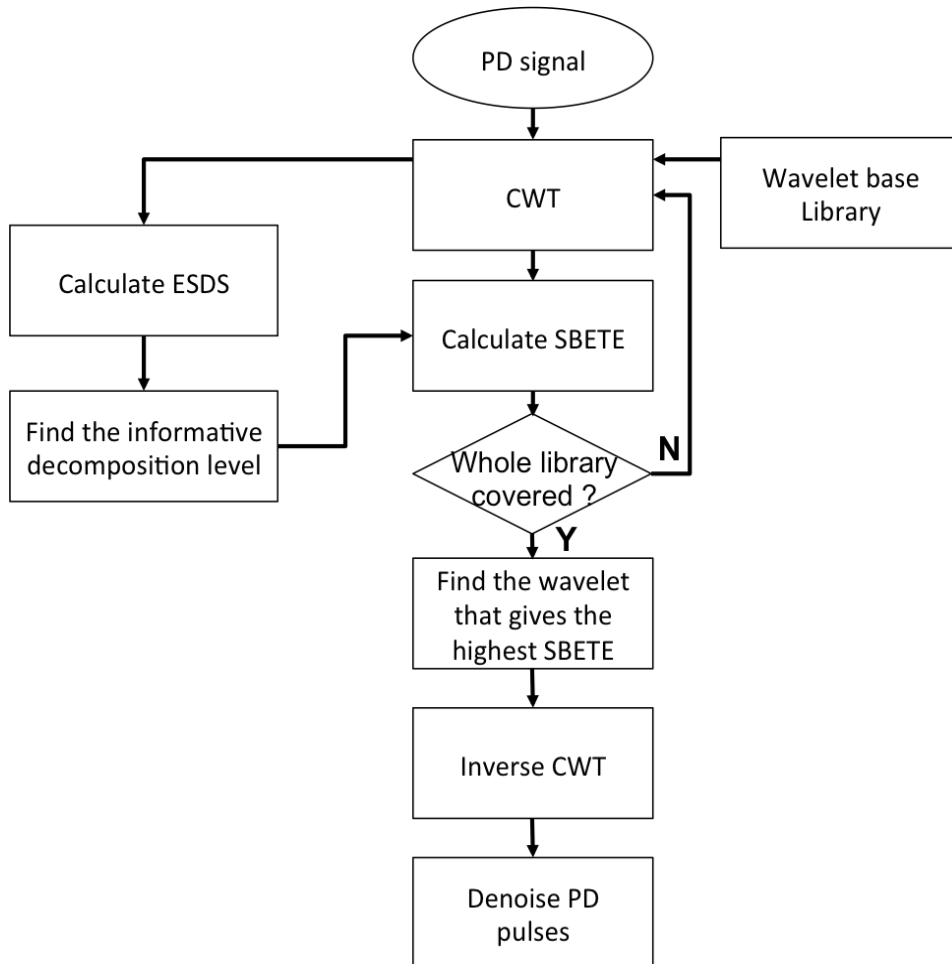 PD signal
CWT
Wavelet base
Library
Calculate ESDS
Calculate SBETE
Find the informative
decomposition level
Whole library
covered ?
N
Y
Find the wavelet
that gives the
highest SBETE
Inverse CWT
Denoise PD
pulses